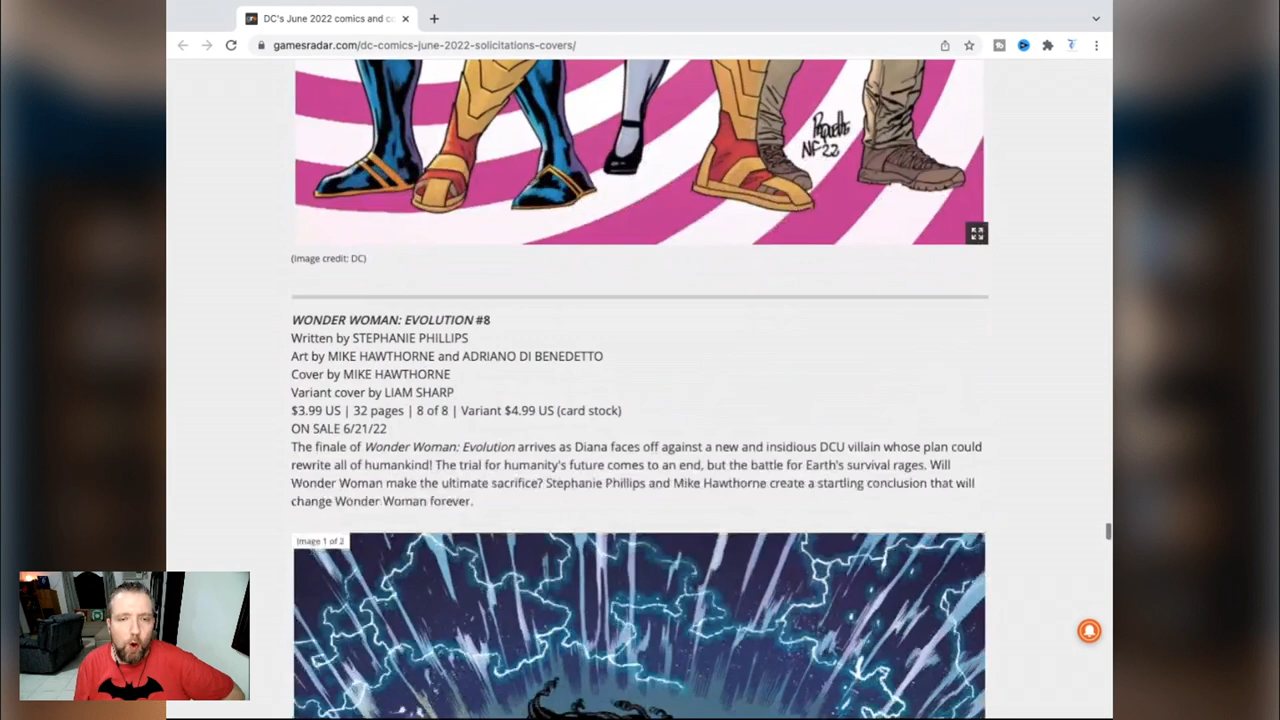 DC's June 2022 comics and co
gamesradar.com/dc-comics-june-2022-solicitations-covers/
NF22
(Image credit: DC)
WONDER WOMAN: EVOLUTION #8
Written by STEPHANIE PHILLIPS
Art by MIKE HAWTHORNE and ADRIANO DI BENEDETTO
Cover by MIKE HAWTHORNE
Variant cover by LIAM SHARP
$3.99 US | 32 pages | 8 of 8 | Variant $4.99 US (card stock)
ON SALE 6/21/22
The finale of Wonder Woman: Evolution arrives as Diana faces off against a new and insidious DCU villain whose plan could
rewrite all of humankind! The trial for humanity's future comes to an end, but the battle for Earth's survival rages. Will
Wonder Woman make the ultimate sacrifice? Stephanie Phillips and Mike Hawthorne create a startling conclusion that will
change Wonder Woman forever.
Image 1 of 2